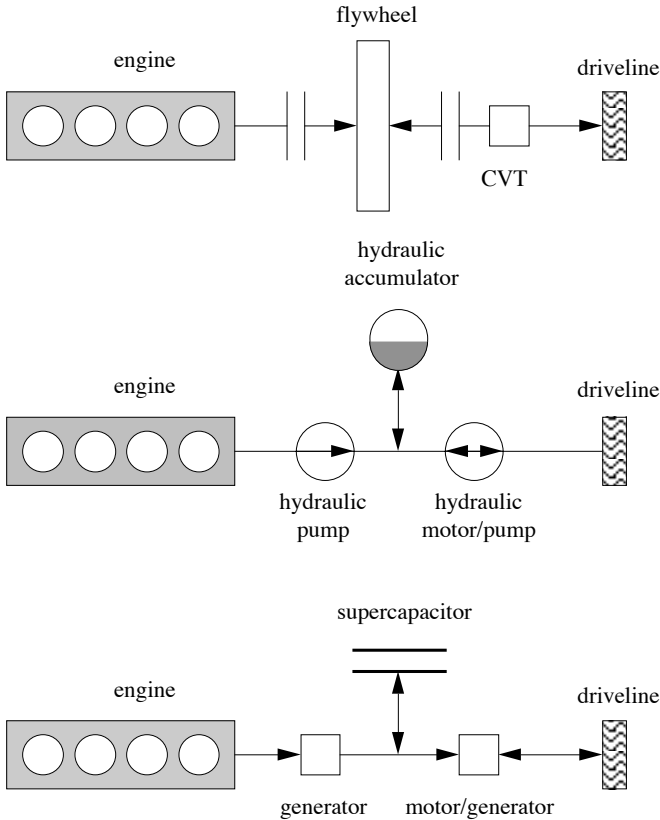 flywheel
engine
driveline
CVT
hydraulic
accumulator
engine
driveline
hydraulic
pump
hydraulic
motor/pump
supercapacitor
engine
driveline
generator
motor/generator